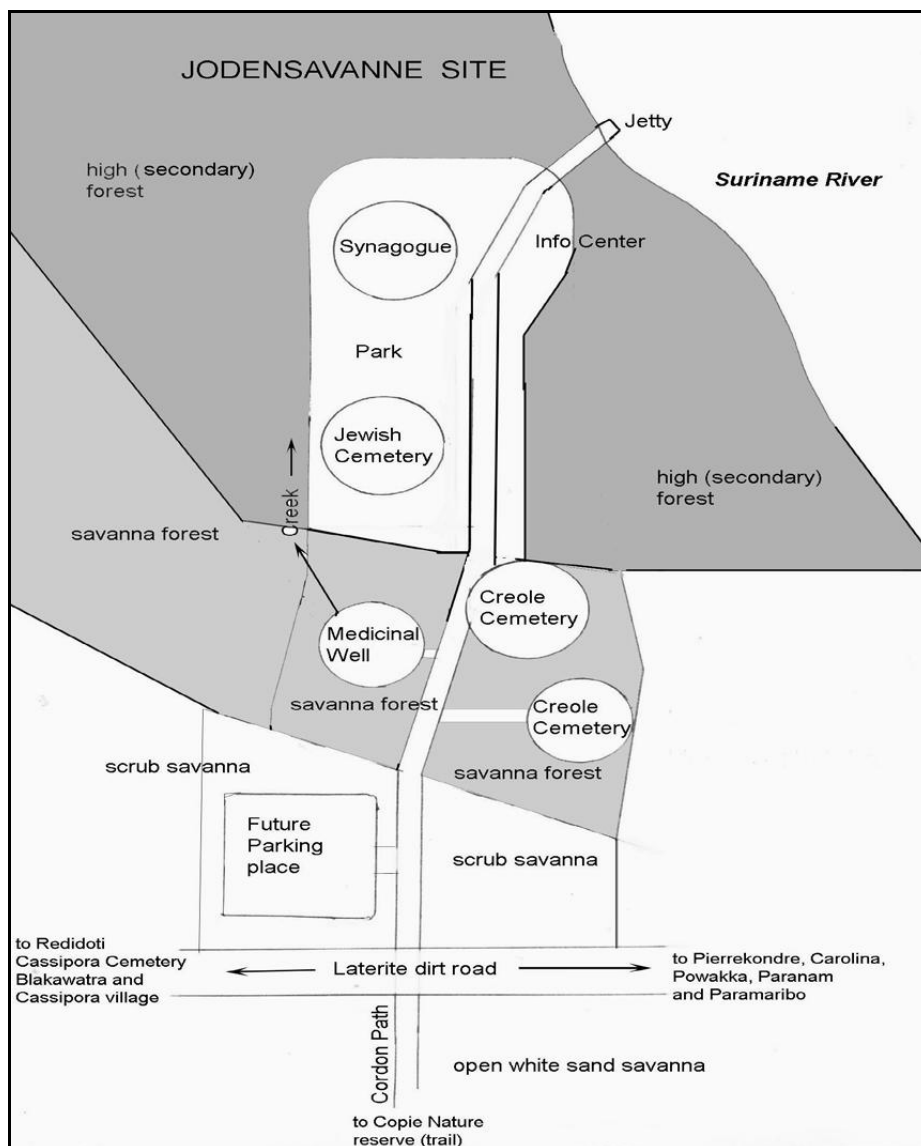 JODENSAVANNE SITE
Jetty
high (secondary)
forest
Suriname River
Synagogue
Info Center
Park
Jewish
Cemetery
high (secondary)
forest
Creek
savanna forest
Creole
Cemetery
Medicinal
Well
savanna forest
Creole
Cemetery
scrub savanna
savanna forest
Future
Parking
place
scrub savanna
to Redidoti
Cassipora Cemetery
Blakawatra and
Cassipora village
Laterite dirt road
to Pierrekondre, Carolina,
Powakka, Paranam
and Paramaribo
Cordon Path
open white sand savanna
to Copie Nature
reserve (trail)